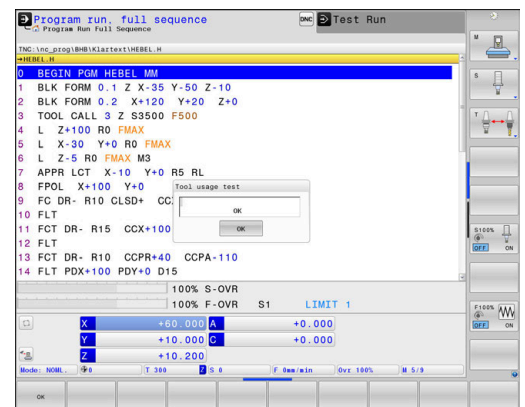 Program run, full sequence
DNC
Test Run
Program Run Full Sequence
TNC:\nc_prog\BHB\Klartext\HEBEL.H
→HEBEL.H
0 BEGIN PGM HEBEL MM
1 BLK FORM 0.1 Z X-35 Y-50 Z-10
2 BLK FORM 0.2 X+120 Y+20 Z+0
3 TOOL CALL 3 Z S3500 F500
4 L Z+100 R0 FMAX
5 L X-30 Y+0 R0 FMAX
6 L Z-5 R0 FMAX M3
7 APPR LCT X-10 Y+0 R5 RL
8 FPOL X+100 Y+0
9 FC DR- R10 CLSD+ CC
10 FLT
11 FCT DR- R15 CCX+100
12 FLT
13 FCT DR- R10 CCPR+40 CCPA-110
14 FLT PDX+100 PDY+0 D15
Tool usage test
OK
OK
100% S-OVR
100% F-OVR S1 LIMIT 1
X +60.000 A +0.000
Y +10.000 C +0.000
Z +10.200
Mode: NOML. 0 T 300 Z S 0 F 0mm/min Ovr 100% M 5/9
OK
M
S
T
S100%
OFF ON
F100%
OFF ON